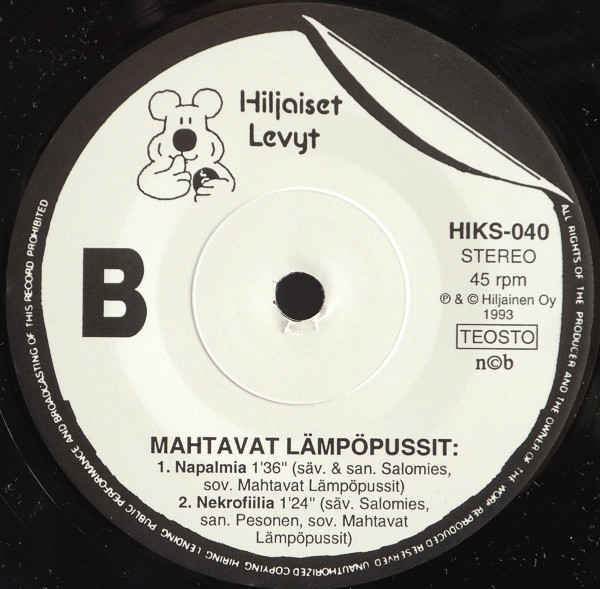 Hiljaiset
Levyt
B
HIKS-040
STEREO
45 rpm
℗ & © Hiljainen Oy
1993
TEOSTO
n©b
MAHTAVAT LÄMPÖPUSSIT:
1. Napalmia 1'36" (säv. & san. Salomies,
sov. Mahtavat Lämpöpussit)
2. Nekrofiilia 1'24" (säv. Salomies,
san. Pesonen, sov. Mahtavat
Lämpöpussit)
ALL RIGHTS OF THE PRODUCER AND THE OWNER OF THE WORK REPRODUCED RESERVED UNAUTHORIZED COPYING HIRING LENDING PUBLIC PERFORMANCE AND BROADCASTING OF THIS RECORD PROHIBITED